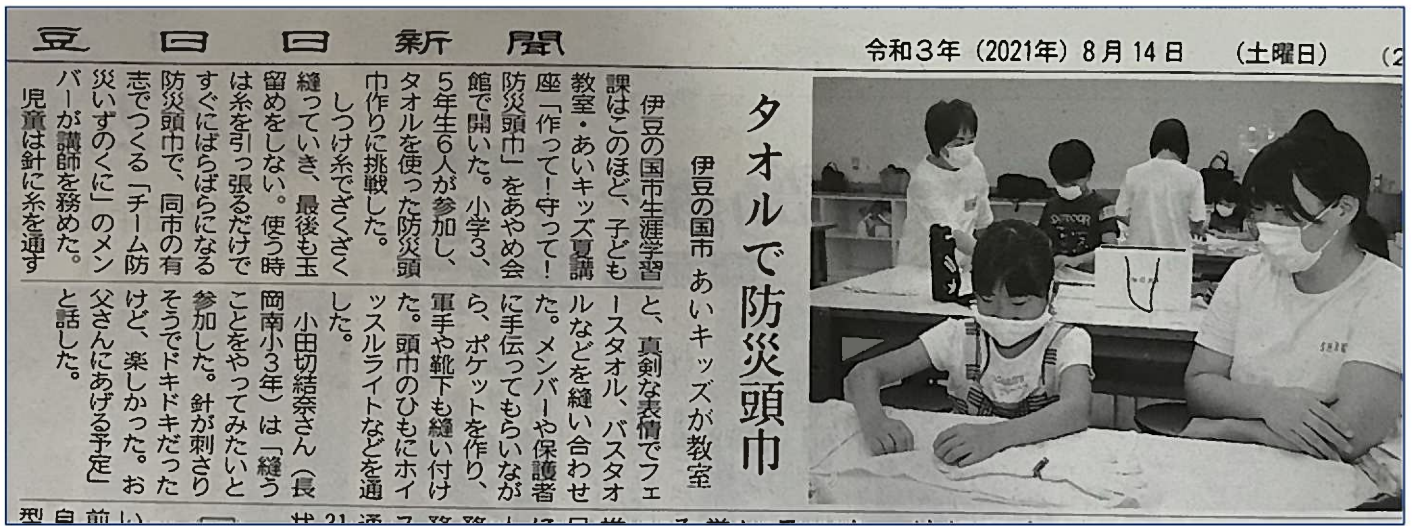 豆日日新聞
令和3年（2021年）8月14日　（土曜日）（2
タオルで防災頭巾
伊豆の国市 あいキッズが教室
伊豆の国市生涯学習
課はこのほど、子ども
教室・あいキッズ夏講
座「作って！守って！
防災頭巾」をあやめ会
館で開いた。小学3、
5年生6人が参加し、
タオルを使った防災頭
巾作りに挑戦した。
しつけ糸でざくざく
縫っていき、最後も玉
留めをしない。使う時
は糸を引っ張るだけで
すぐにばらばらになる
防災頭巾で、同市の有
志でつくる「チーム防
災いずのくに」のメン
バーが講師を務めた。
児童は針に糸を通す
と、真剣な表情でフェ
ースタオル、バスタオ
ルなどを縫い合わせ
た。メンバーや保護者
に手伝ってもらいなが
ら、ポケットを作り、
軍手や靴下も縫い付け
た。頭巾のひもにホイ
ッスルライトなどを通
した。
小田切結奈さん（長
岡南小3年）は「縫う
ことをやってみたいと
参加した。針が刺さり
そうでドキドキだった
けど、楽しかった。お
父さんにあげる予定」
と話した。
OUTDOOR